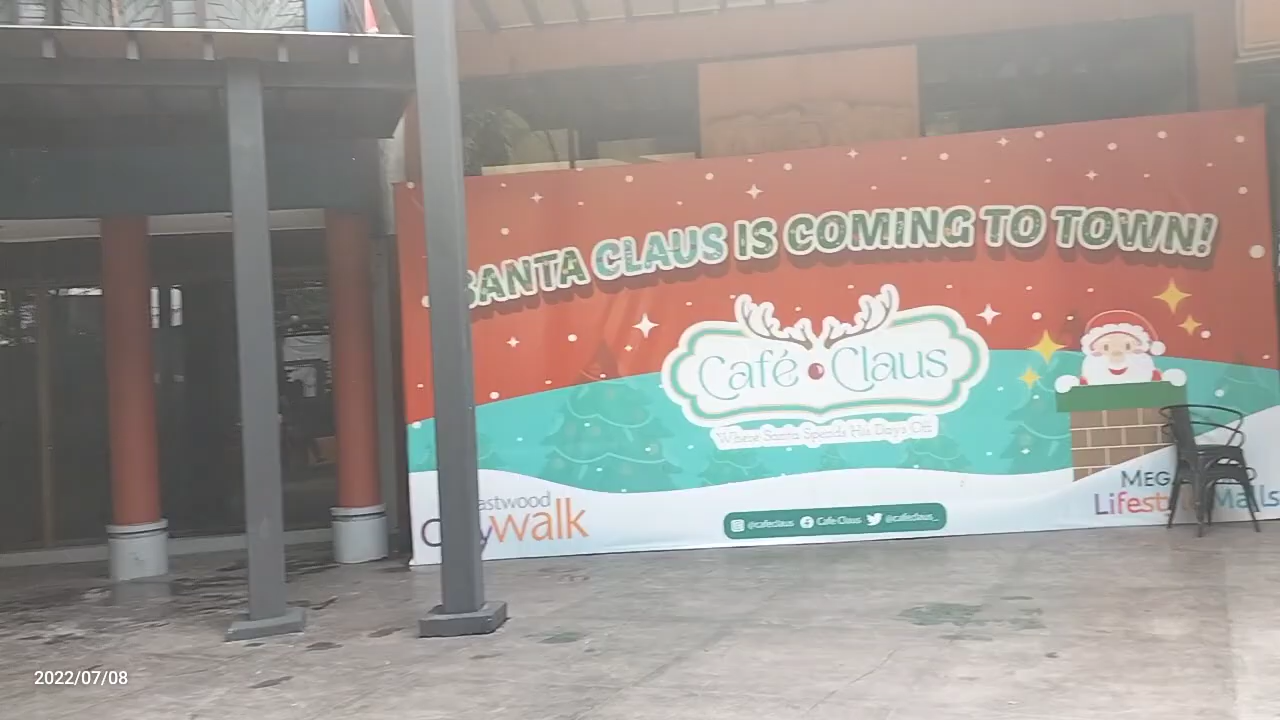 SANTA CLAUS IS COMING TO TOWN!
Café Claus
Where Santa Spends His Days Off
astwood
walk
@cafeclaus Cafe Claus @cafeclaus_
MEG
Lifest Malls
2022/07/08